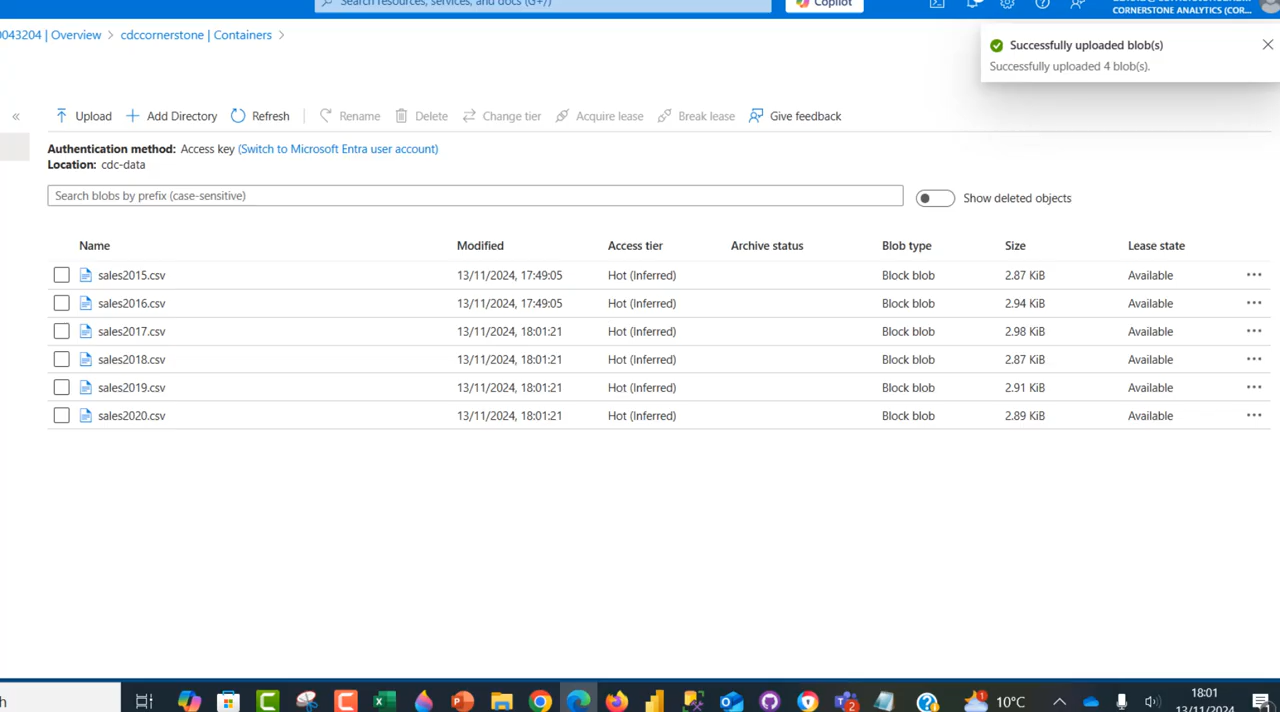 Search resources, services, and docs (G+/)
Copilot
CORNERSTONE ANALYTICS (COR...
0043204 | Overview > cdccornerstone | Containers >
Successfully uploaded blob(s)
Successfully uploaded 4 blob(s).
« Upload Add Directory Refresh Rename Delete Change tier Acquire lease Break lease Give feedback
Authentication method: Access key (Switch to Microsoft Entra user account)
Location: cdc-data
Search blobs by prefix (case-sensitive)
Show deleted objects
Name Modified Access tier Archive status Blob type Size Lease state
sales2015.csv 13/11/2024, 17:49:05 Hot (Inferred) Block blob 2.87 KiB Available ...
sales2016.csv 13/11/2024, 17:49:05 Hot (Inferred) Block blob 2.94 KiB Available ...
sales2017.csv 13/11/2024, 18:01:21 Hot (Inferred) Block blob 2.98 KiB Available ...
sales2018.csv 13/11/2024, 18:01:21 Hot (Inferred) Block blob 2.87 KiB Available ...
sales2019.csv 13/11/2024, 18:01:21 Hot (Inferred) Block blob 2.91 KiB Available ...
sales2020.csv 13/11/2024, 18:01:21 Hot (Inferred) Block blob 2.89 KiB Available ...
h
10°C
18:01
13/11/2024